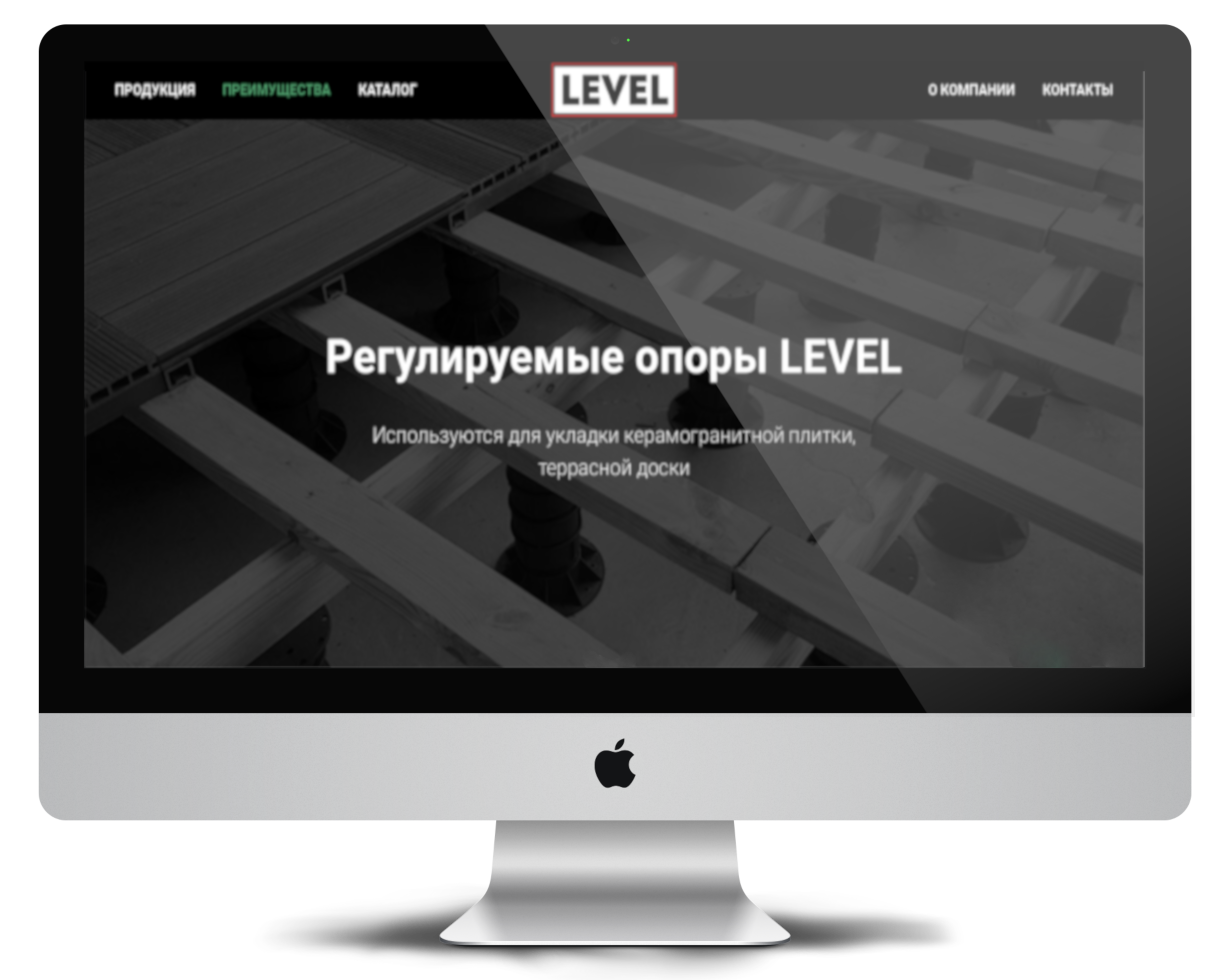 ПРОДУКЦИЯ ПРЕИМУЩЕСТВА КАТАЛОГ LEVEL О КОМПАНИИ КОНТАКТЫ
Регулируемые опоры LEVEL
Используются для укладки керамогранитной плитки,
террасной доски